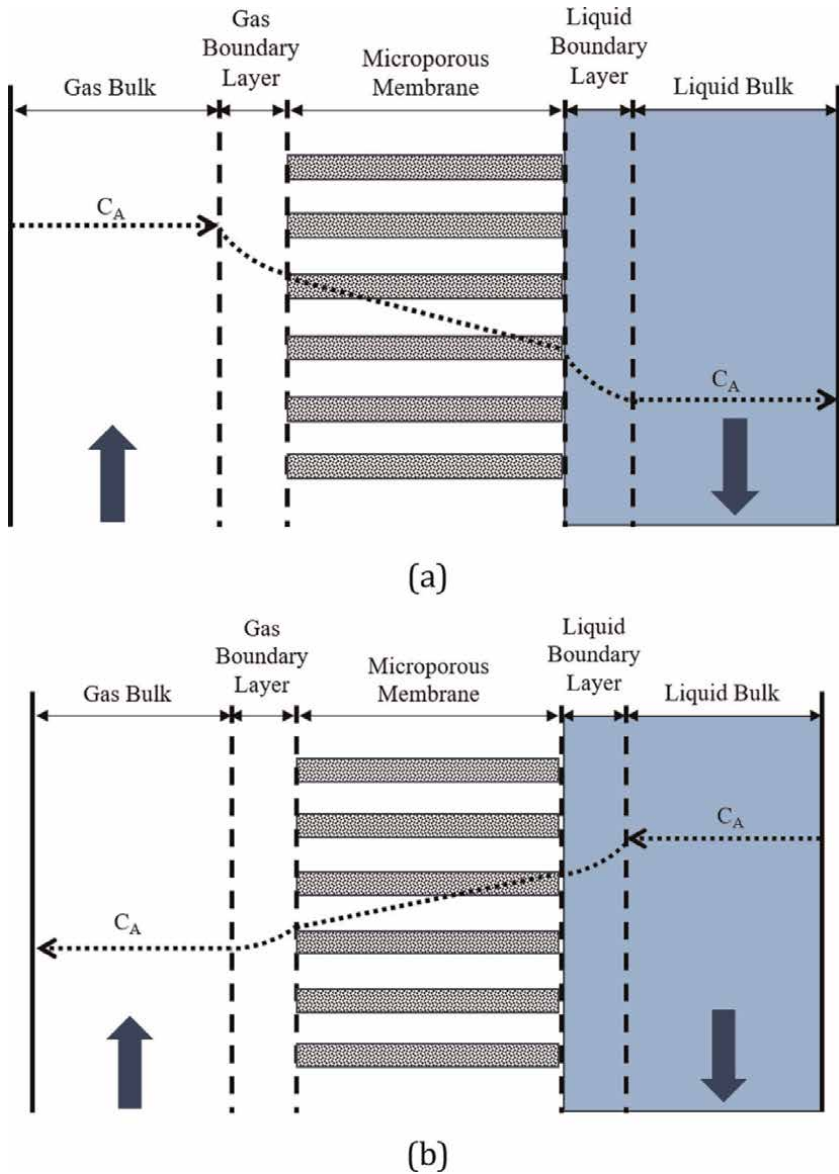 Gas
Boundary
Layer
Liquid
Boundary
Layer
Microporous
Membrane
Gas Bulk
Liquid Bulk
CA
CA
(a)
Gas
Boundary
Layer
Liquid
Boundary
Layer
Microporous
Membrane
Gas Bulk
Liquid Bulk
CA
CA
(b)